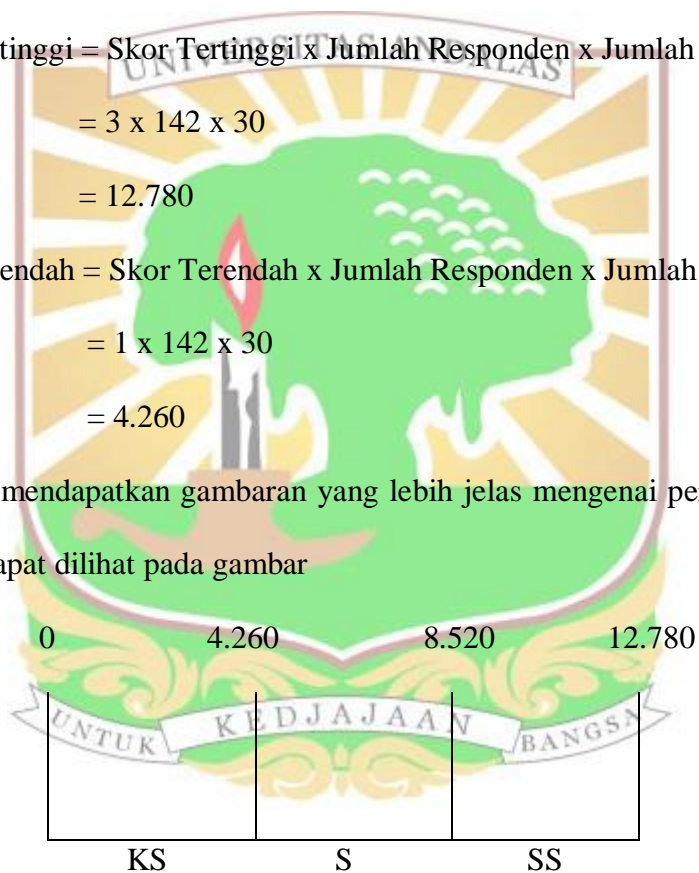 UNIVERSITAS ANDALAS
tinggi = Skor Tertinggi x Jumlah Responden x Jumlah
= 3 x 142 x 30
= 12.780
endah = Skor Terendah x Jumlah Responden x Jumlah
= 1 x 142 x 30
= 4.260
mendapatkan gambaran yang lebih jelas mengenai pe
apat dilihat pada gambar
0 4.260 8.520 12.780
UNTUK KEDJAJAAN BANGSA
KS S SS